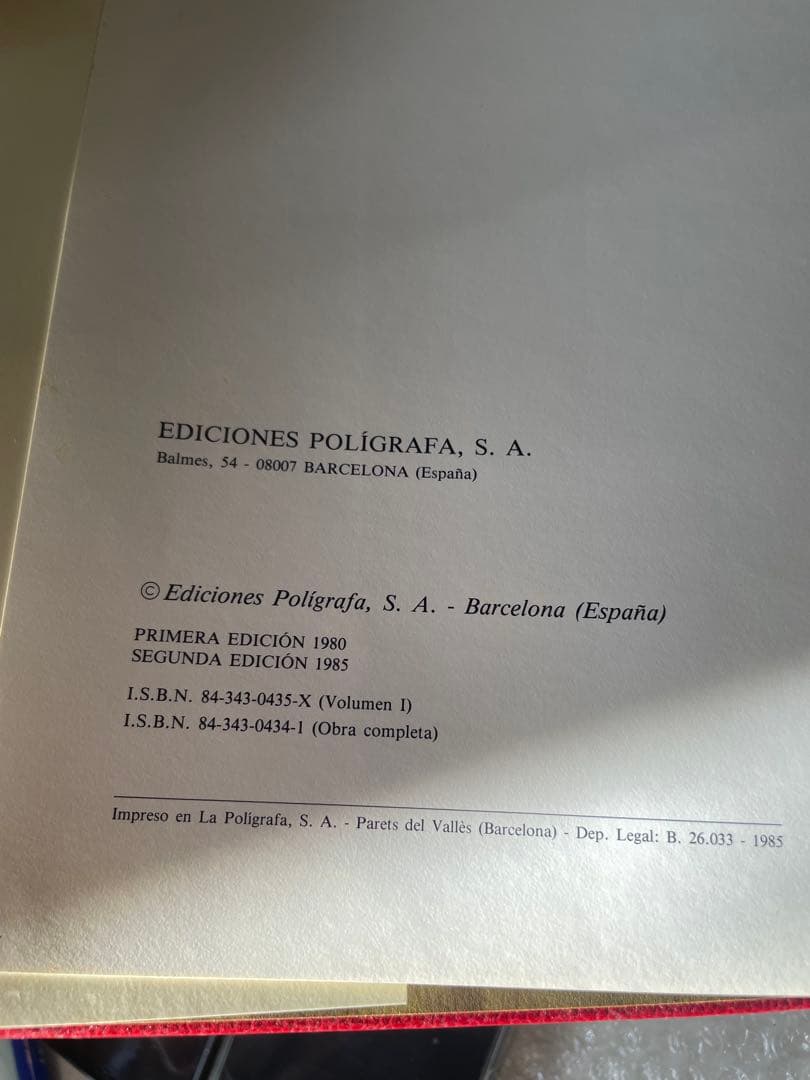 EDICIONES POLÍGRAFA, S. A.
Balmes, 54 - 08007 BARCELONA (España)
© Ediciones Polígrafa, S. A. - Barcelona (España)
PRIMERA EDICIÓN 1980
SEGUNDA EDICIÓN 1985
I.S.B.N. 84-343-0435-X (Volumen I)
I.S.B.N. 84-343-0434-1 (Obra completa)
Impreso en La Polígrafa, S. A. - Parets del Vallès (Barcelona) - Dep. Legal: B. 26.033 - 1985